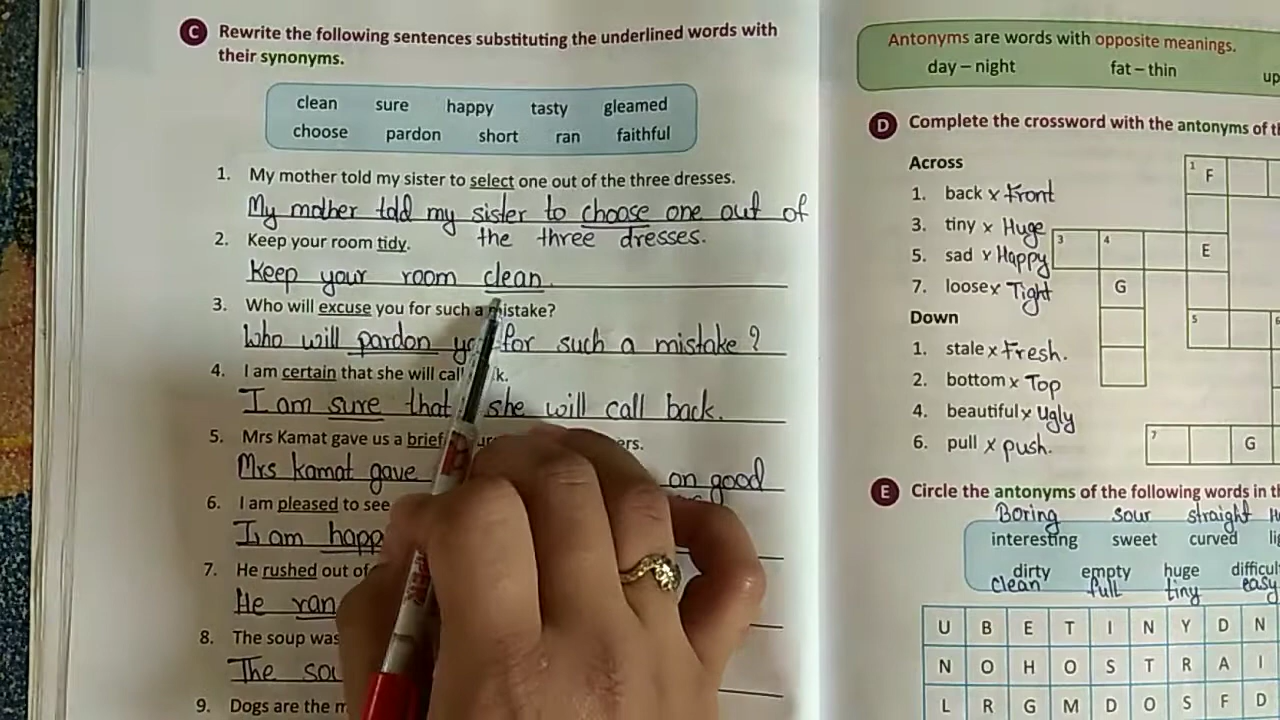 C Rewrite the following sentences substituting the underlined words with
their synonyms.
clean sure happy tasty gleamed
choose pardon short ran faithful
1. My mother told my sister to select one out of the three dresses.
My mother told my sister to choose one out of
the three dresses.
2. Keep your room tidy.
Keep your room clean.
3. Who will excuse you for such a mistake?
Who will pardon for such a mistake?
4. I am certain that she will
I am sure that she will call back.
5. Mrs Kamat gave us a brief
Mrs Kamat gave on good
6. I am pleased to see
I am
7. He rushed out of
He ran
8. The soup was
The
9. Dogs are the
Antonyms are words with opposite meanings.
day – night fat – thin up
D Complete the crossword with the antonyms of
Across
1. back x Front
3. tiny x Huge
5. sad x Happy
7. loose x Tight
Down
1. stale x Fresh.
2. bottom x Top
4. beautiful x Ugly
6. pull x push.
1 F
3 4 E
G
5 6
7 G
E Circle the antonyms of the following words in
Boring sour straight
interesting sweet curved
dirty empty huge
clean full tiny easy
U B E T I N Y D N
N O H O S T R A I
L R G M D O S F D